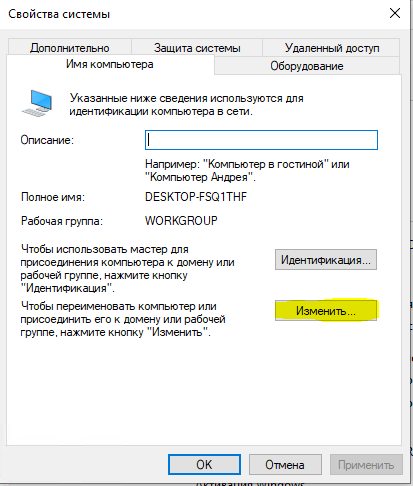 Свойства системы
Дополнительно
Защита системы
Удаленный доступ
Имя компьютера
Оборудование
Указанные ниже сведения используются для
идентификации компьютера в сети.
Описание:
Например: "Компьютер в гостиной" или
"Компьютер Андрея".
Полное имя:
DESKTOP-FSQ1THF
Рабочая группа:
WORKGROUP
Чтобы использовать мастер для
присоединения компьютера к домену или
рабочей группе, нажмите кнопку
"Идентификация".
Идентификация...
Чтобы переименовать компьютер или
присоединить его к домену или рабочей
группе, нажмите кнопку "Изменить".
Изменить...
ОК
Отмена
Применить